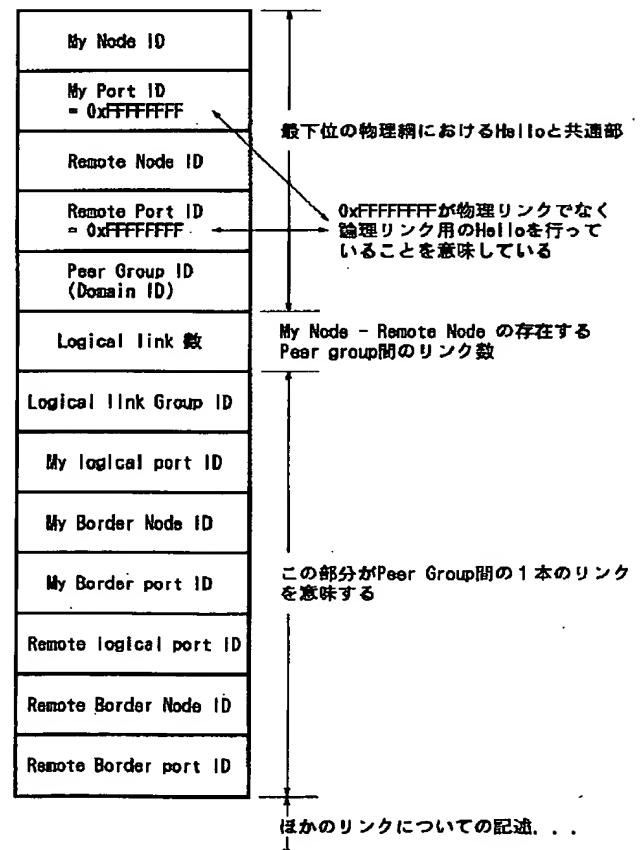 My Node ID
My Port ID
= 0xFFFFFFFF
最下位の物理網におけるHelloと共通部
Remote Node ID
Remote Port ID
= 0xFFFFFFFF
0xFFFFFFFFが物理リンクでなく
論理リンク用のHelloを行って
いることを意味している
Peer Group ID
(Domain ID)
Logical link 数
My Node - Remote Node の存在する
Peer group間のリンク数
Logical link Group ID
My logical port ID
My Border Node ID
My Border port ID
この部分がPeer Group間の1本のリンク
を意味する
Remote logical port ID
Remote Border Node ID
Remote Border port ID
ほかのリンクについての記述...